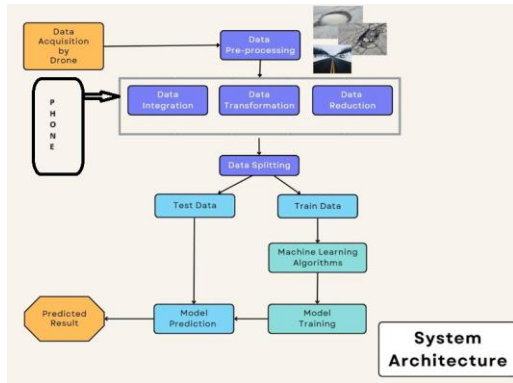 Data
Acquisition by
Drone
Data
Pre-processing
P
H
O
N
E
Data
Integration
Data
Transformation
Data
Reduction
Data Splitting
Test Data
Train Data
Machine Learning
Algorithms
Predicted
Result
Model
Prediction
Model
Training
System
Architecture